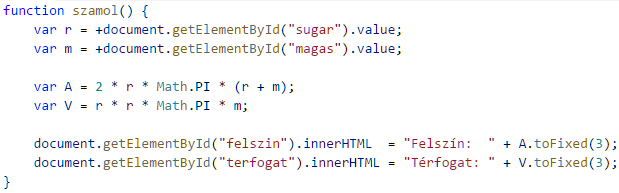 function szamol() {
    var r = +document.getElementById("sugar").value;
    var m = +document.getElementById("magas").value;

    var A = 2 * r * Math.PI * (r + m);
    var V = r * r * Math.PI * m;

    document.getElementById("felszin").innerHTML  = "Felszín:  " + A.toFixed(3);
    document.getElementById("terfogat").innerHTML = "Térfogat: " + V.toFixed(3);
}